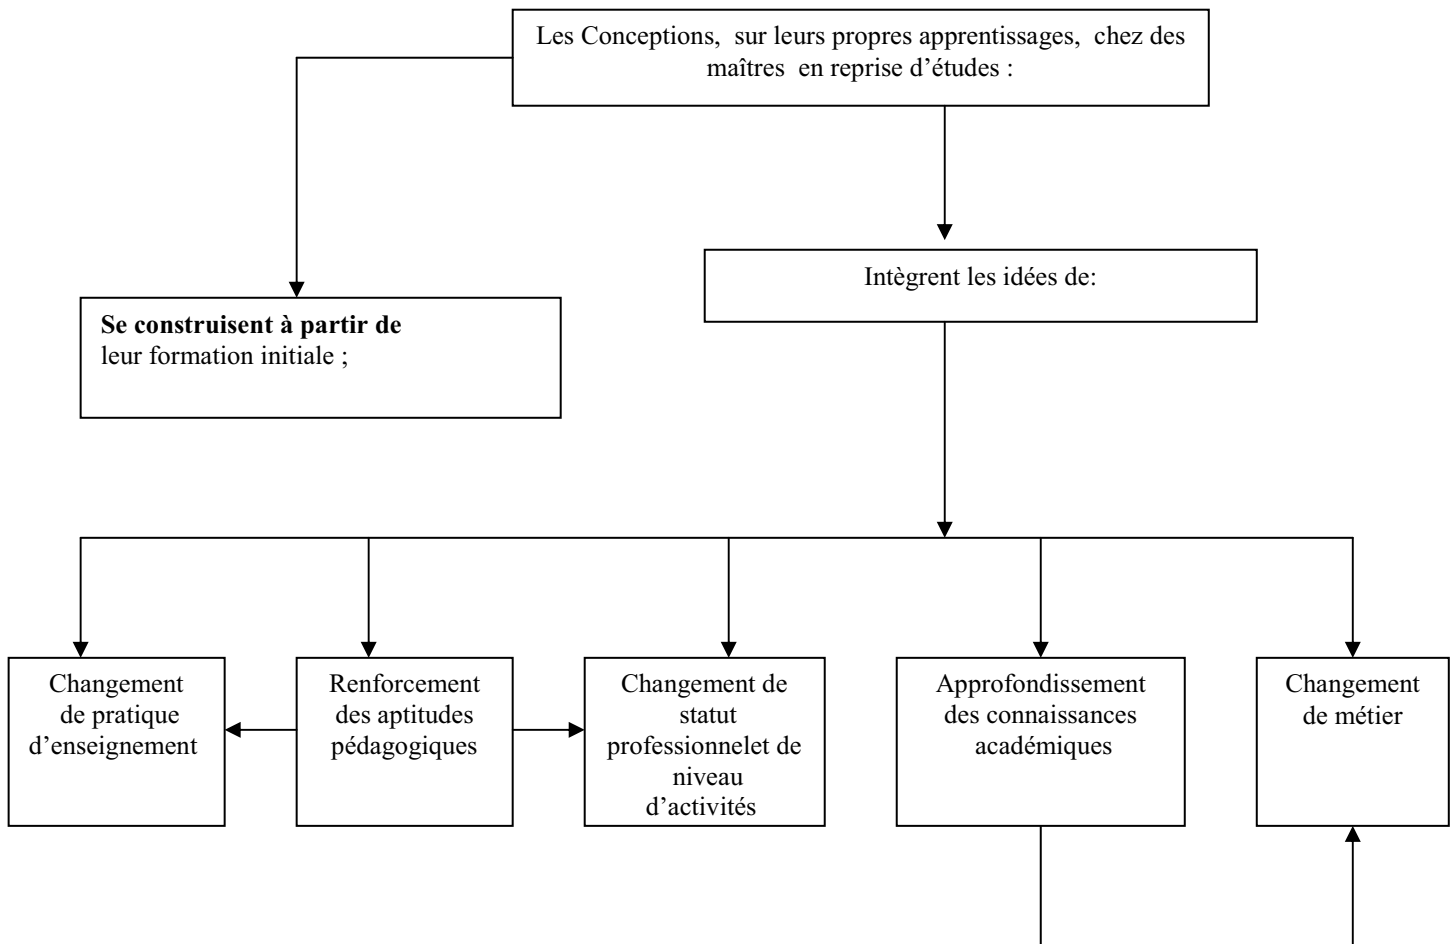 Les Conceptions, sur leurs propres apprentissages, chez des
maîtres en reprise d'études :
Intègrent les idées de:
Se construisent à partir de
leur formation initiale ;
Changement
de pratique
d'enseignement
Renforcement
des aptitudes
pédagogiques
Changement de
statut
professionnelet de
niveau
d'activités
Approfondissement
des connaissances
académiques
Changement
de métier